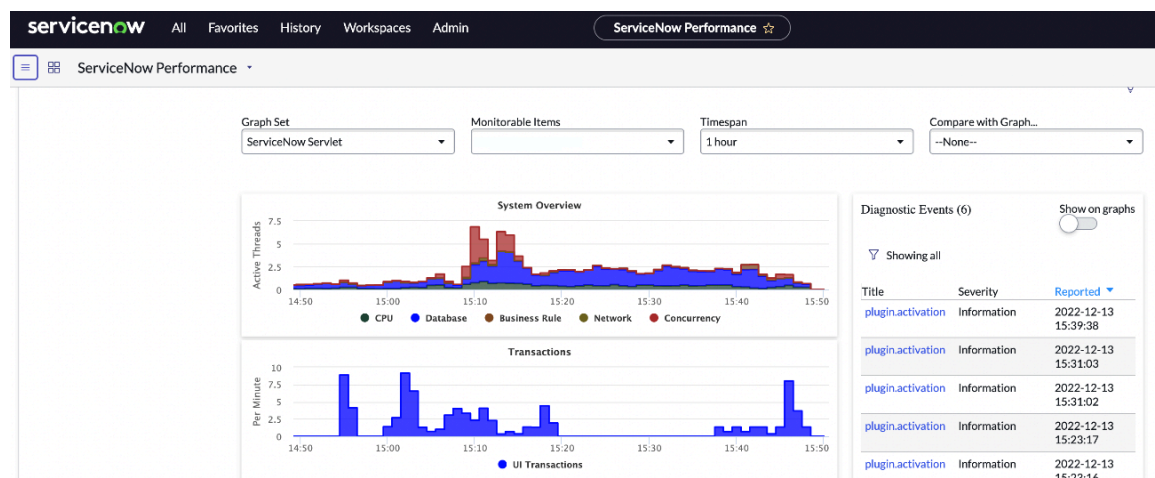 servicenow All Favorites History Workspaces Admin ServiceNow Performance
ServiceNow Performance
Graph Set Monitorable Items Timespan Compare with Graph...
ServiceNow Servlet 1 hour --None--
System Overview
Active Threads
7.5
5
2.5
0
14:50 15:00 15:10 15:20 15:30 15:40 15:50
CPU Database Business Rule Network Concurrency
Transactions
Per Minute
10
7.5
5
2.5
0
14:50 15:00 15:10 15:20 15:30 15:40 15:50
UI Transactions
Diagnostic Events (6) Show on graphs
Showing all
Title Severity Reported
plugin.activation Information 2022-12-13
15:39:38
plugin.activation Information 2022-12-13
15:31:03
plugin.activation Information 2022-12-13
15:31:02
plugin.activation Information 2022-12-13
15:23:17
plugin.activation Information 2022-12-13
15:23:16